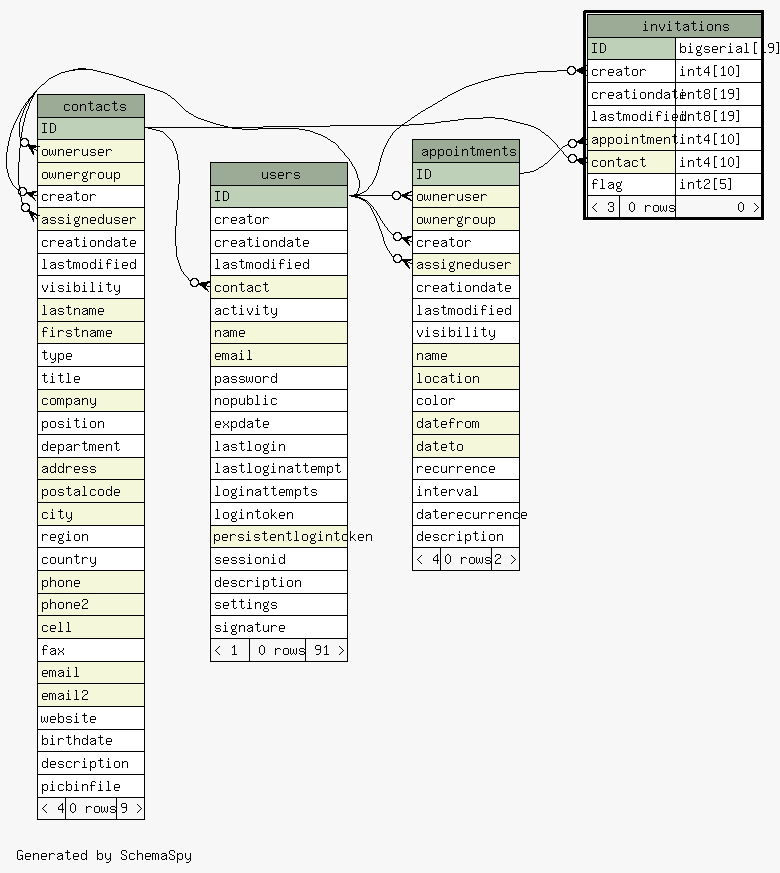 contacts
ID
owneruser
ownergroup
creator
assigneduser
creationdate
lastmodified
visibility
lastname
firstname
type
title
company
position
department
address
postalcode
city
region
country
phone
phone2
cell
fax
email
email2
website
birthdate
description
picbinfile
< 4 0 rows 9 >
users
ID
creator
creationdate
lastmodified
contact
activity
name
email
password
nopublic
expdate
lastlogin
lastloginattempt
loginattempts
logintoken
persistentlogintoken
sessionid
description
settings
signature
< 1 0 rows 91 >
appointments
ID
owneruser
ownergroup
creator
assigneduser
creationdate
lastmodified
visibility
name
location
color
datefrom
dateto
recurrence
interval
daterecurrence
description
< 4 0 rows 2 >
invitations
ID bigserial[19]
creator int4[10]
creationdate int8[19]
lastmodified int8[19]
appointment int4[10]
contact int4[10]
flag int2[5]
< 3 0 rows 0 >
Generated by SchemaSpy